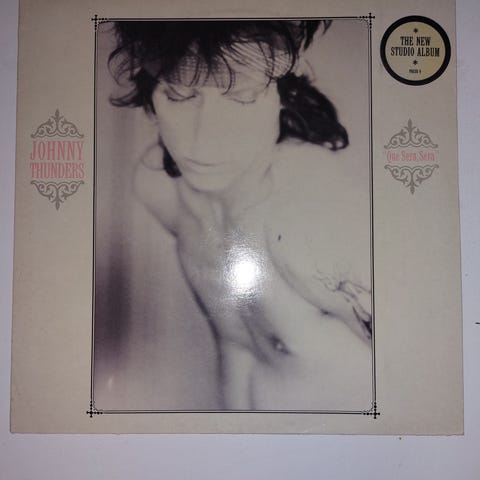 JOHNNY
THUNDERS
THE NEW
STUDIO ALBUM
"Que Sera, Sera"